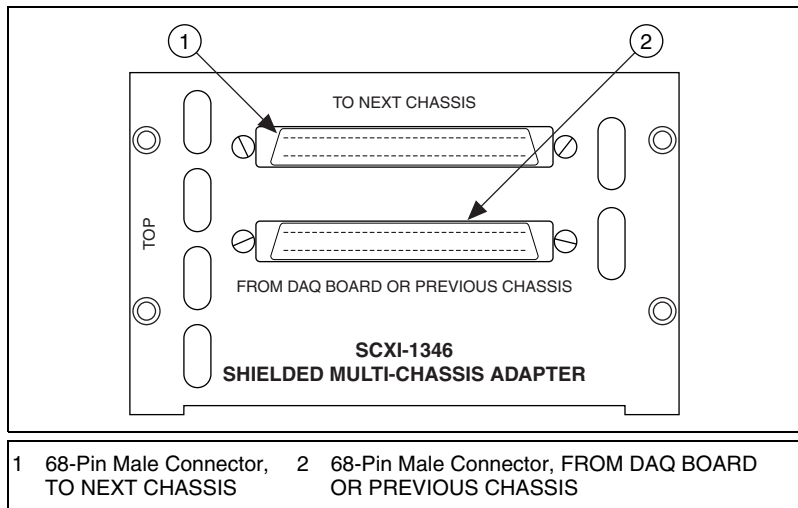 1
2
TO NEXT CHASSIS
TOP
FROM DAQ BOARD OR PREVIOUS CHASSIS
SCXI-1346
SHIELDED MULTI-CHASSIS ADAPTER
1 68-Pin Male Connector,
TO NEXT CHASSIS
2 68-Pin Male Connector, FROM DAQ BOARD
OR PREVIOUS CHASSIS